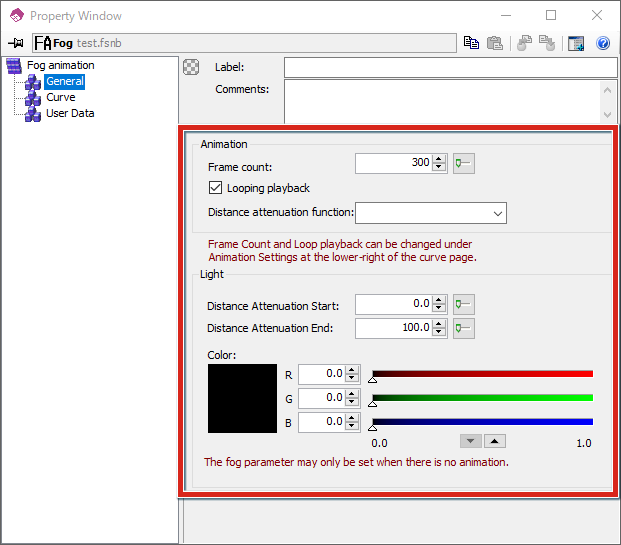 Property Window
FA Fog test.fsnb
Fog animation
General
Curve
User Data
Label:
Comments:
Animation
Frame count:
300
Looping playback
Distance attenuation function:
Frame Count and Loop playback can be changed under
Animation Settings at the lower-right of the curve page.
Light
Distance Attenuation Start:
0.0
Distance Attenuation End:
100.0
Color:
R 0.0
G 0.0
B 0.0
0.0 1.0
The fog parameter may only be set when there is no animation.